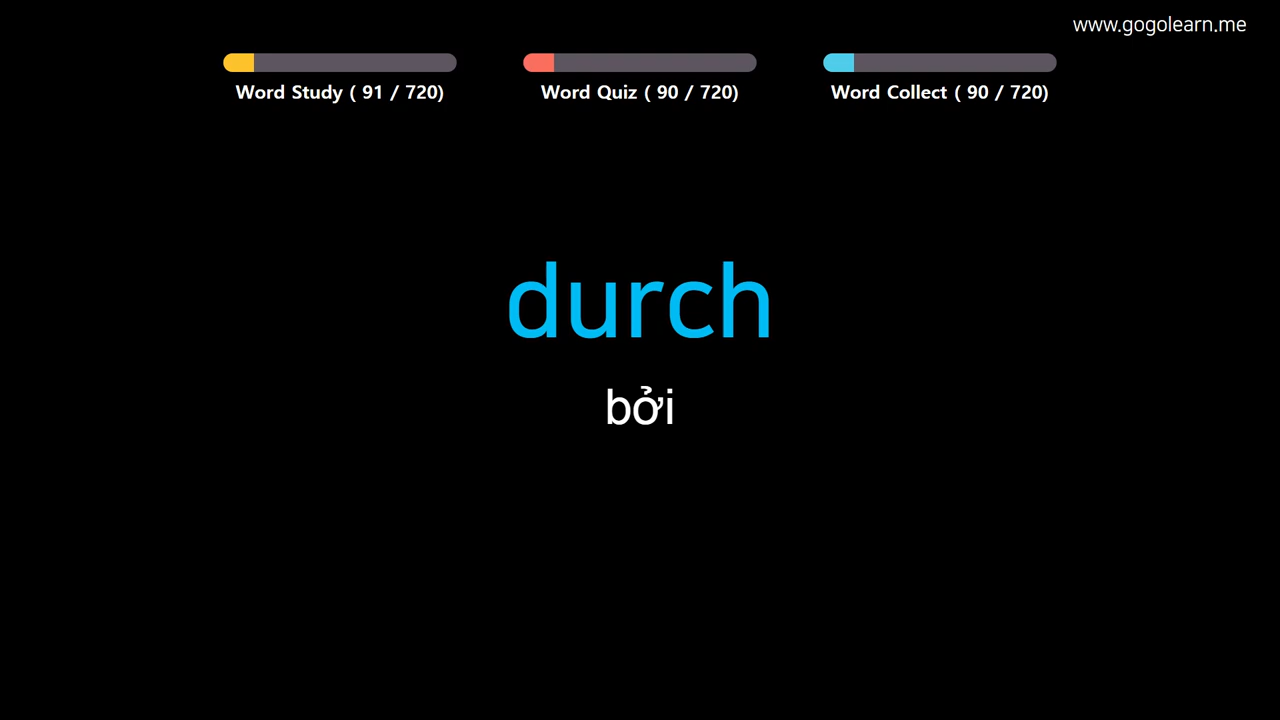 www.gogolearn.me
Word Study ( 91 / 720)
Word Quiz ( 90 / 720)
Word Collect ( 90 / 720)
durch
bởi